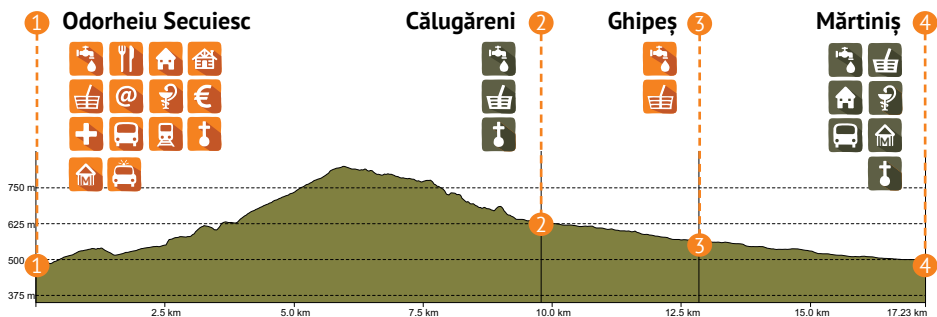 1 Odorheiu Secuiesc Călugăreni 2 Ghipeș 3 Mărtiniș 4
@ €
M M
750 m
625 m
500
375 m
1 2 3 4
2.5 km 5.0 km 7.5 km 10.0 km 12.5 km 15.0 km 17.23 km